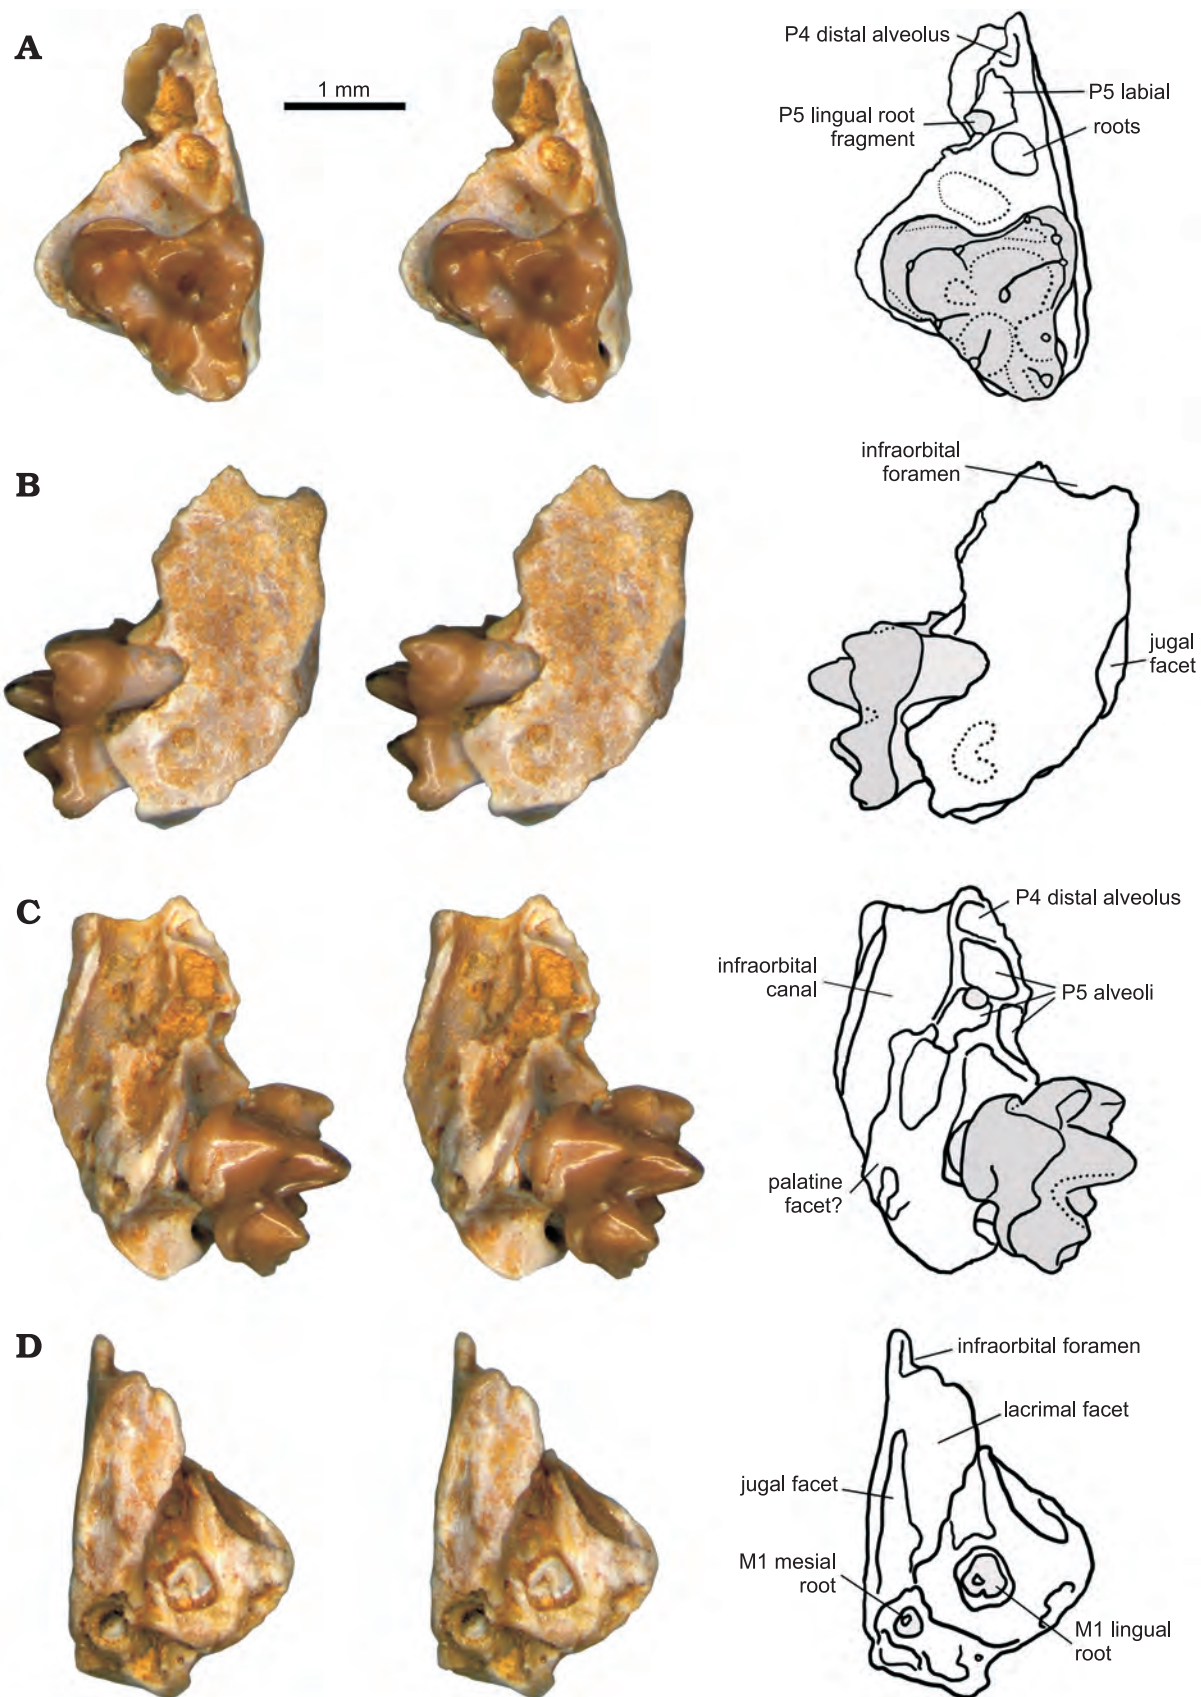 A
1 mm
P4 distal alveolus
P5 labial
roots
P5 lingual root
fragment
B
infraorbital
foramen
jugal
facet
C
P4 distal alveolus
infraorbital
canal
P5 alveoli
palatine
facet?
D
infraorbital foramen
lacrimal facet
jugal facet
M1 mesial
root
M1 lingual
root